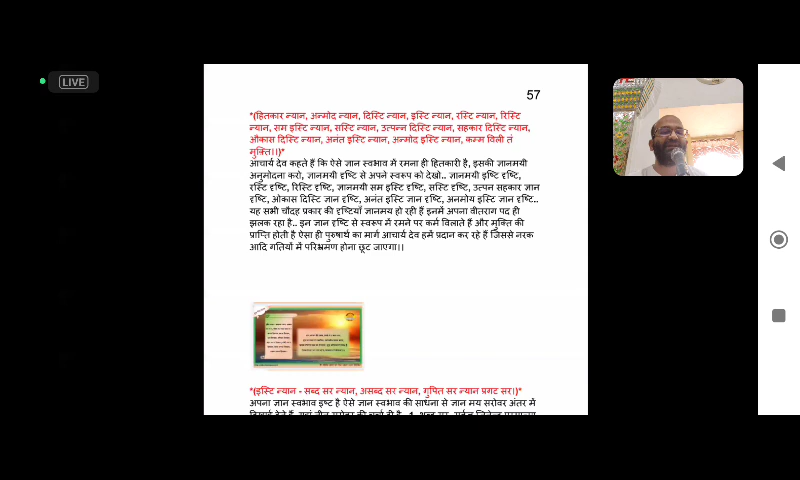 LIVE
57
*(हितकार न्यान, अन्मोद न्यान, दिस्टि न्यान, इस्टि न्यान, रस्टि न्यान, रिस्टि
न्यान, सम इस्टि न्यान, सस्टि न्यान, उत्पन्न दिस्टि न्यान, सहकार दिस्टि न्यान,
औकास दिस्टि न्यान, अनंत इस्टि न्यान, अन्मोद इस्टि न्यान, कम्म विली तं
मुक्ति।।)*
आचार्य देव कहते हैं कि ऐसे ज्ञान स्वभाव में रमना ही हितकारी है, इसकी ज्ञानमयी
अनुमोदना करो, ज्ञानमयी दृष्टि से अपने स्वरूप को देखो.. ज्ञानमयी इष्टि दृष्टि,
रस्टि दृष्टि, रिस्टि दृष्टि, ज्ञानमयी सम इस्टि दृष्टि, सस्टि दृष्टि, उत्पन सहकार ज्ञान
दृष्टि, ओकास दिस्टि ज्ञान दृष्टि, अनंत इस्टि ज्ञान दृष्टि, अनमोय इस्टि ज्ञान दृष्टि..
यह सभी चौदह प्रकार की दृष्टियाँ ज्ञानमय हो रही हैं इनमें अपना वीतराग पद ही
झलक रहा है.. इन ज्ञान दृष्टि से स्वरूप में रमने पर कर्म विलाते हैं और मुक्ति की
प्राप्ति होती है ऐसा ही पुरुषार्थ का मार्ग आचार्य देव हमें प्रदान कर रहे हैं जिससे नरक
आदि गतियों में परिभ्रमण होना छूट जाएगा।।
*(इस्टि न्यान - सब्द सर न्यान, असब्द सर न्यान, गुपित सर न्यान प्रगट सर।)*
अपना ज्ञान स्वभाव इष्ट है ऐसे ज्ञान स्वभाव की साधना से ज्ञान मय सरोवर अंतर में